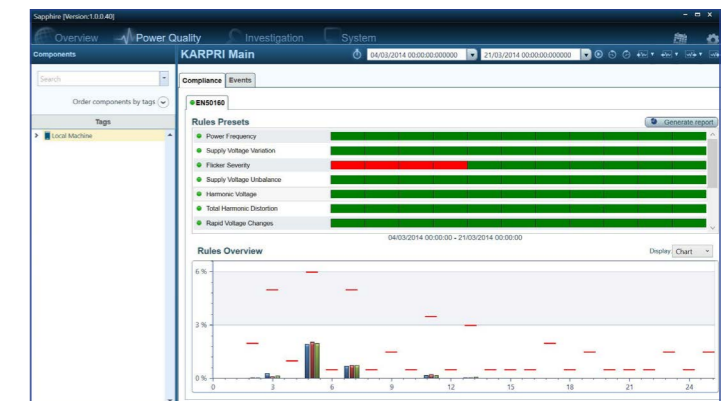 Sapphire [Version:1.0.0.40]
Overview Power Quality Investigation System
Components KARPRI Main 04/03/2014 00:00:00.000000 21/03/2014 00:00:00.000000
Search
Order components by tags
Tags
Local Machine
Compliance Events
EN50160
Rules Presets Generate report
Power Frequency
Supply Voltage Variation
Flicker Severity
Supply Voltage Unbalance
Harmonic Voltage
Total Harmonic Distortion
Rapid Voltage Changes
04/03/2014 00:00:00 - 21/03/2014 00:00:00
Rules Overview Display: Chart
6 %
3 %
0 %
0 3 6 9 12 15 18 21 24